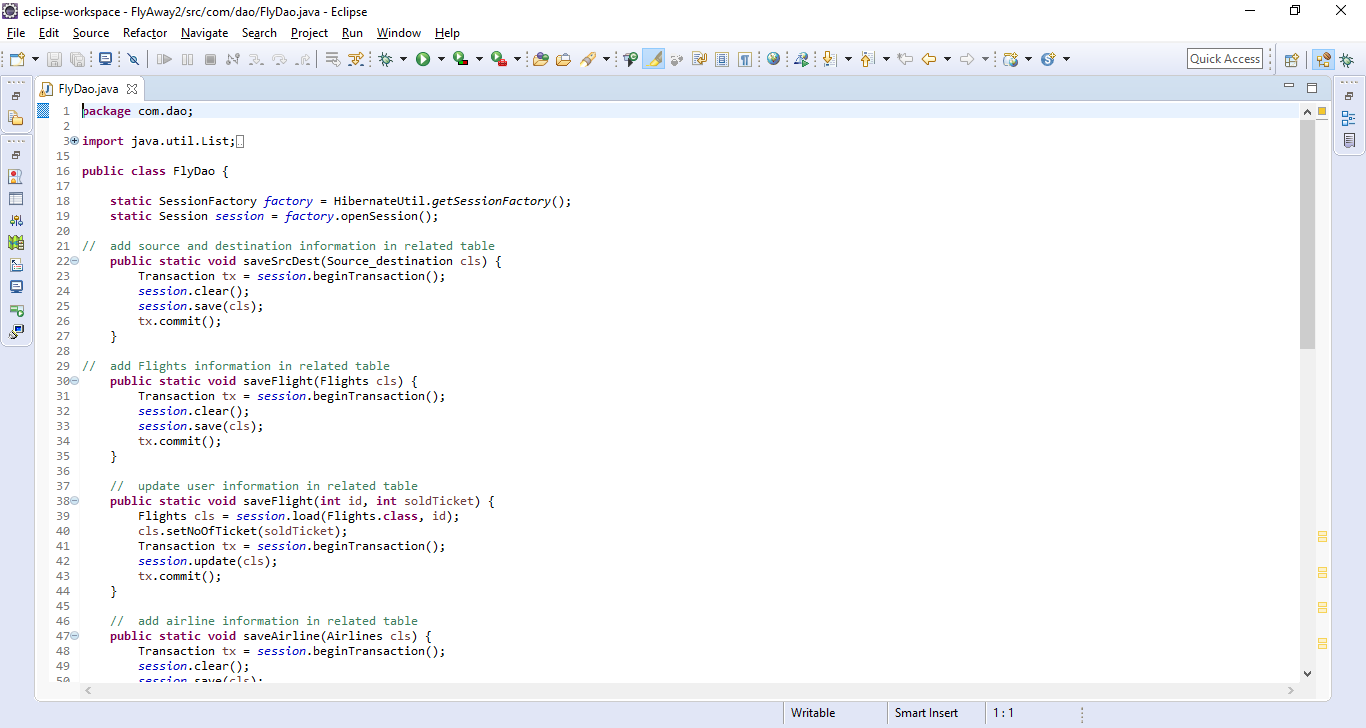 eclipse-workspace - FlyAway2/src/com/dao/FlyDao.java - Eclipse
File Edit Source Refactor Navigate Search Project Run Window Help
Quick Access
FlyDao.java
1 package com.dao;
2
3 import java.util.List;
15
16 public class FlyDao {
17
18 static SessionFactory factory = HibernateUtil.getSessionFactory();
19 static Session session = factory.openSession();
20
21 // add source and destination information in related table
22 public static void saveSrcDest(Source_destination cls) {
23 Transaction tx = session.beginTransaction();
24 session.clear();
25 session.save(cls);
26 tx.commit();
27 }
28
29 // add Flights information in related table
30 public static void saveFlight(Flights cls) {
31 Transaction tx = session.beginTransaction();
32 session.clear();
33 session.save(cls);
34 tx.commit();
35 }
36
37 // update user information in related table
38 public static void saveFlight(int id, int soldTicket) {
39 Flights cls = session.load(Flights.class, id);
40 cls.setNoOfTicket(soldTicket);
41 Transaction tx = session.beginTransaction();
42 session.update(cls);
43 tx.commit();
44 }
45
46 // add airline information in related table
47 public static void saveAirline(Airlines cls) {
48 Transaction tx = session.beginTransaction();
49 session.clear();
50 session.save(cls);
Writable Smart Insert 1 : 1